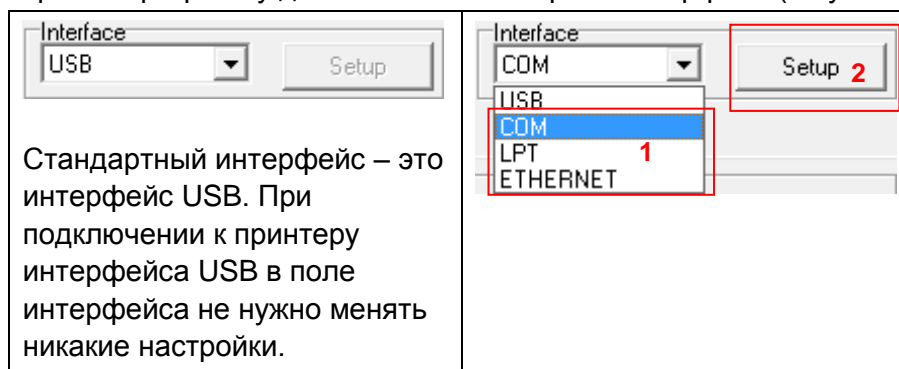 Interface
USB
Setup
Стандартный интерфейс – это
интерфейс USB. При
подключении к принтеру
интерфейса USB в поле
интерфейса не нужно менять
никакие настройки.
Interface
COM
Setup 2
USB
COM
LPT 1
ETHERNET